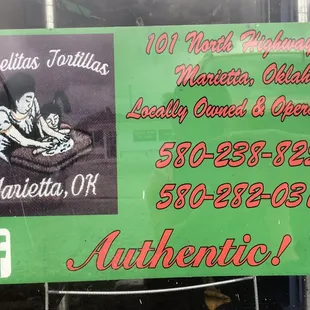 elitas Tortillas
Marietta, OK
101 North Highway
Marietta, Oklah
Locally Owned & Oper
580-238-82
580-282-03
Authentic!